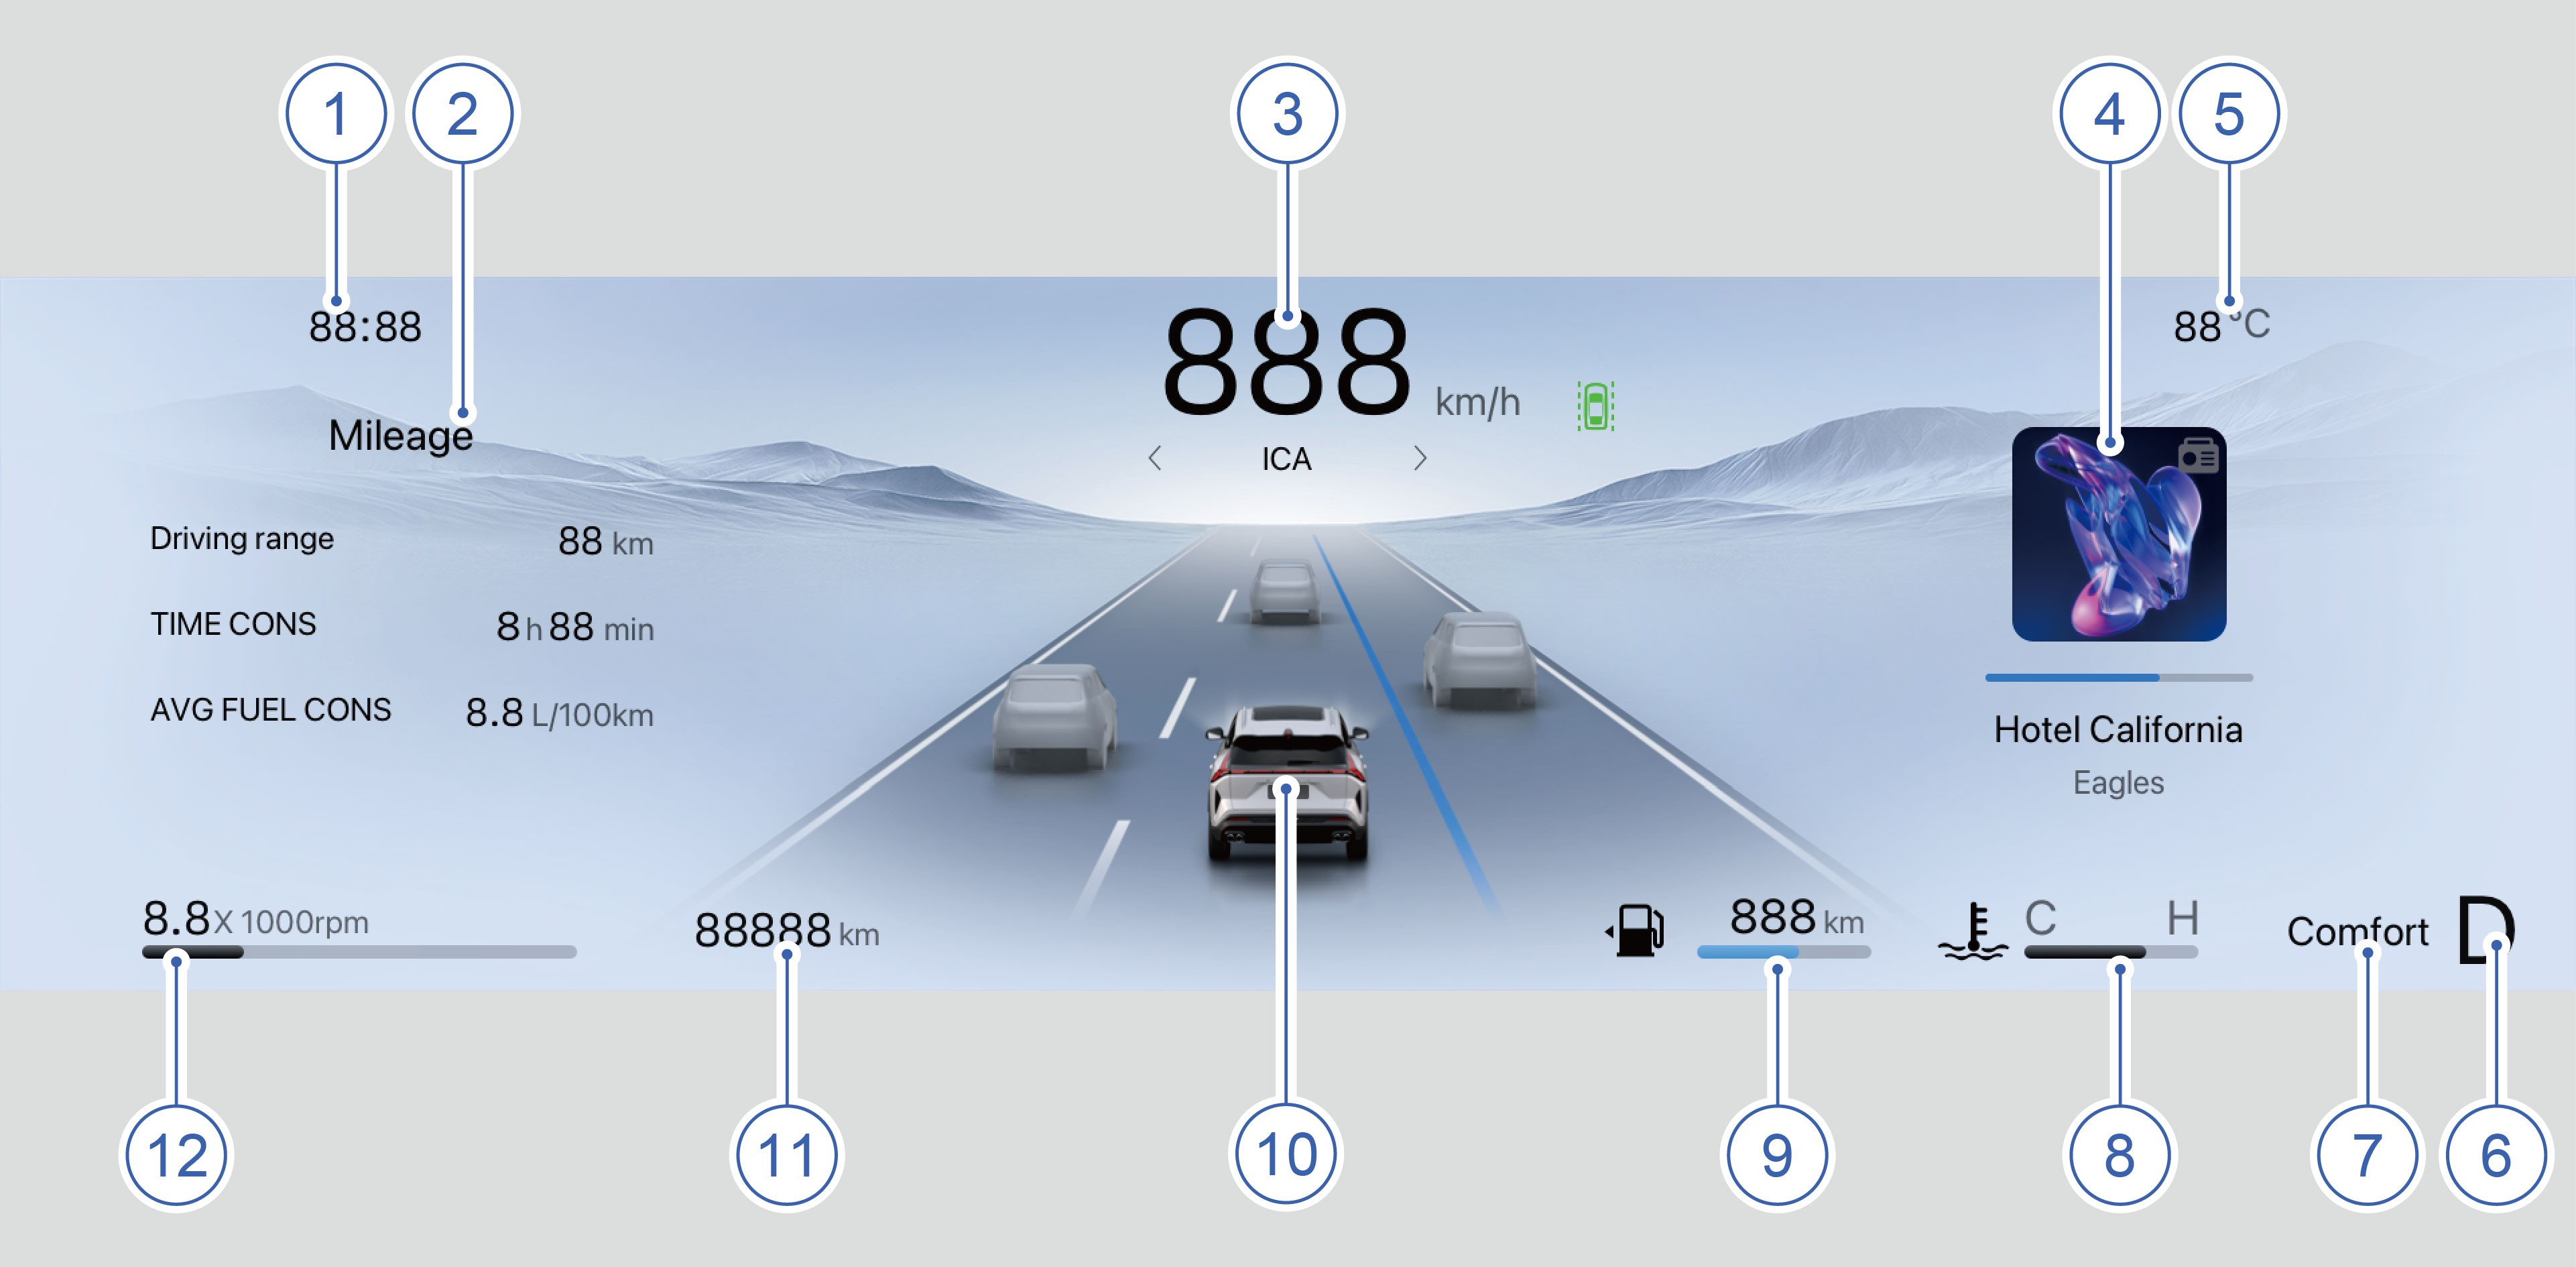 1 2 3 4 5
88:88
88 °C
888 km/h
Mileage
< ICA >
Driving range 88 km
TIME CONS 8 h 88 min
AVG FUEL CONS 8.8 L/100km
Hotel California
Eagles
8.8 X 1000rpm
88888 km
888 km
C H
Comfort
D
12 11 10 9 8 7 6